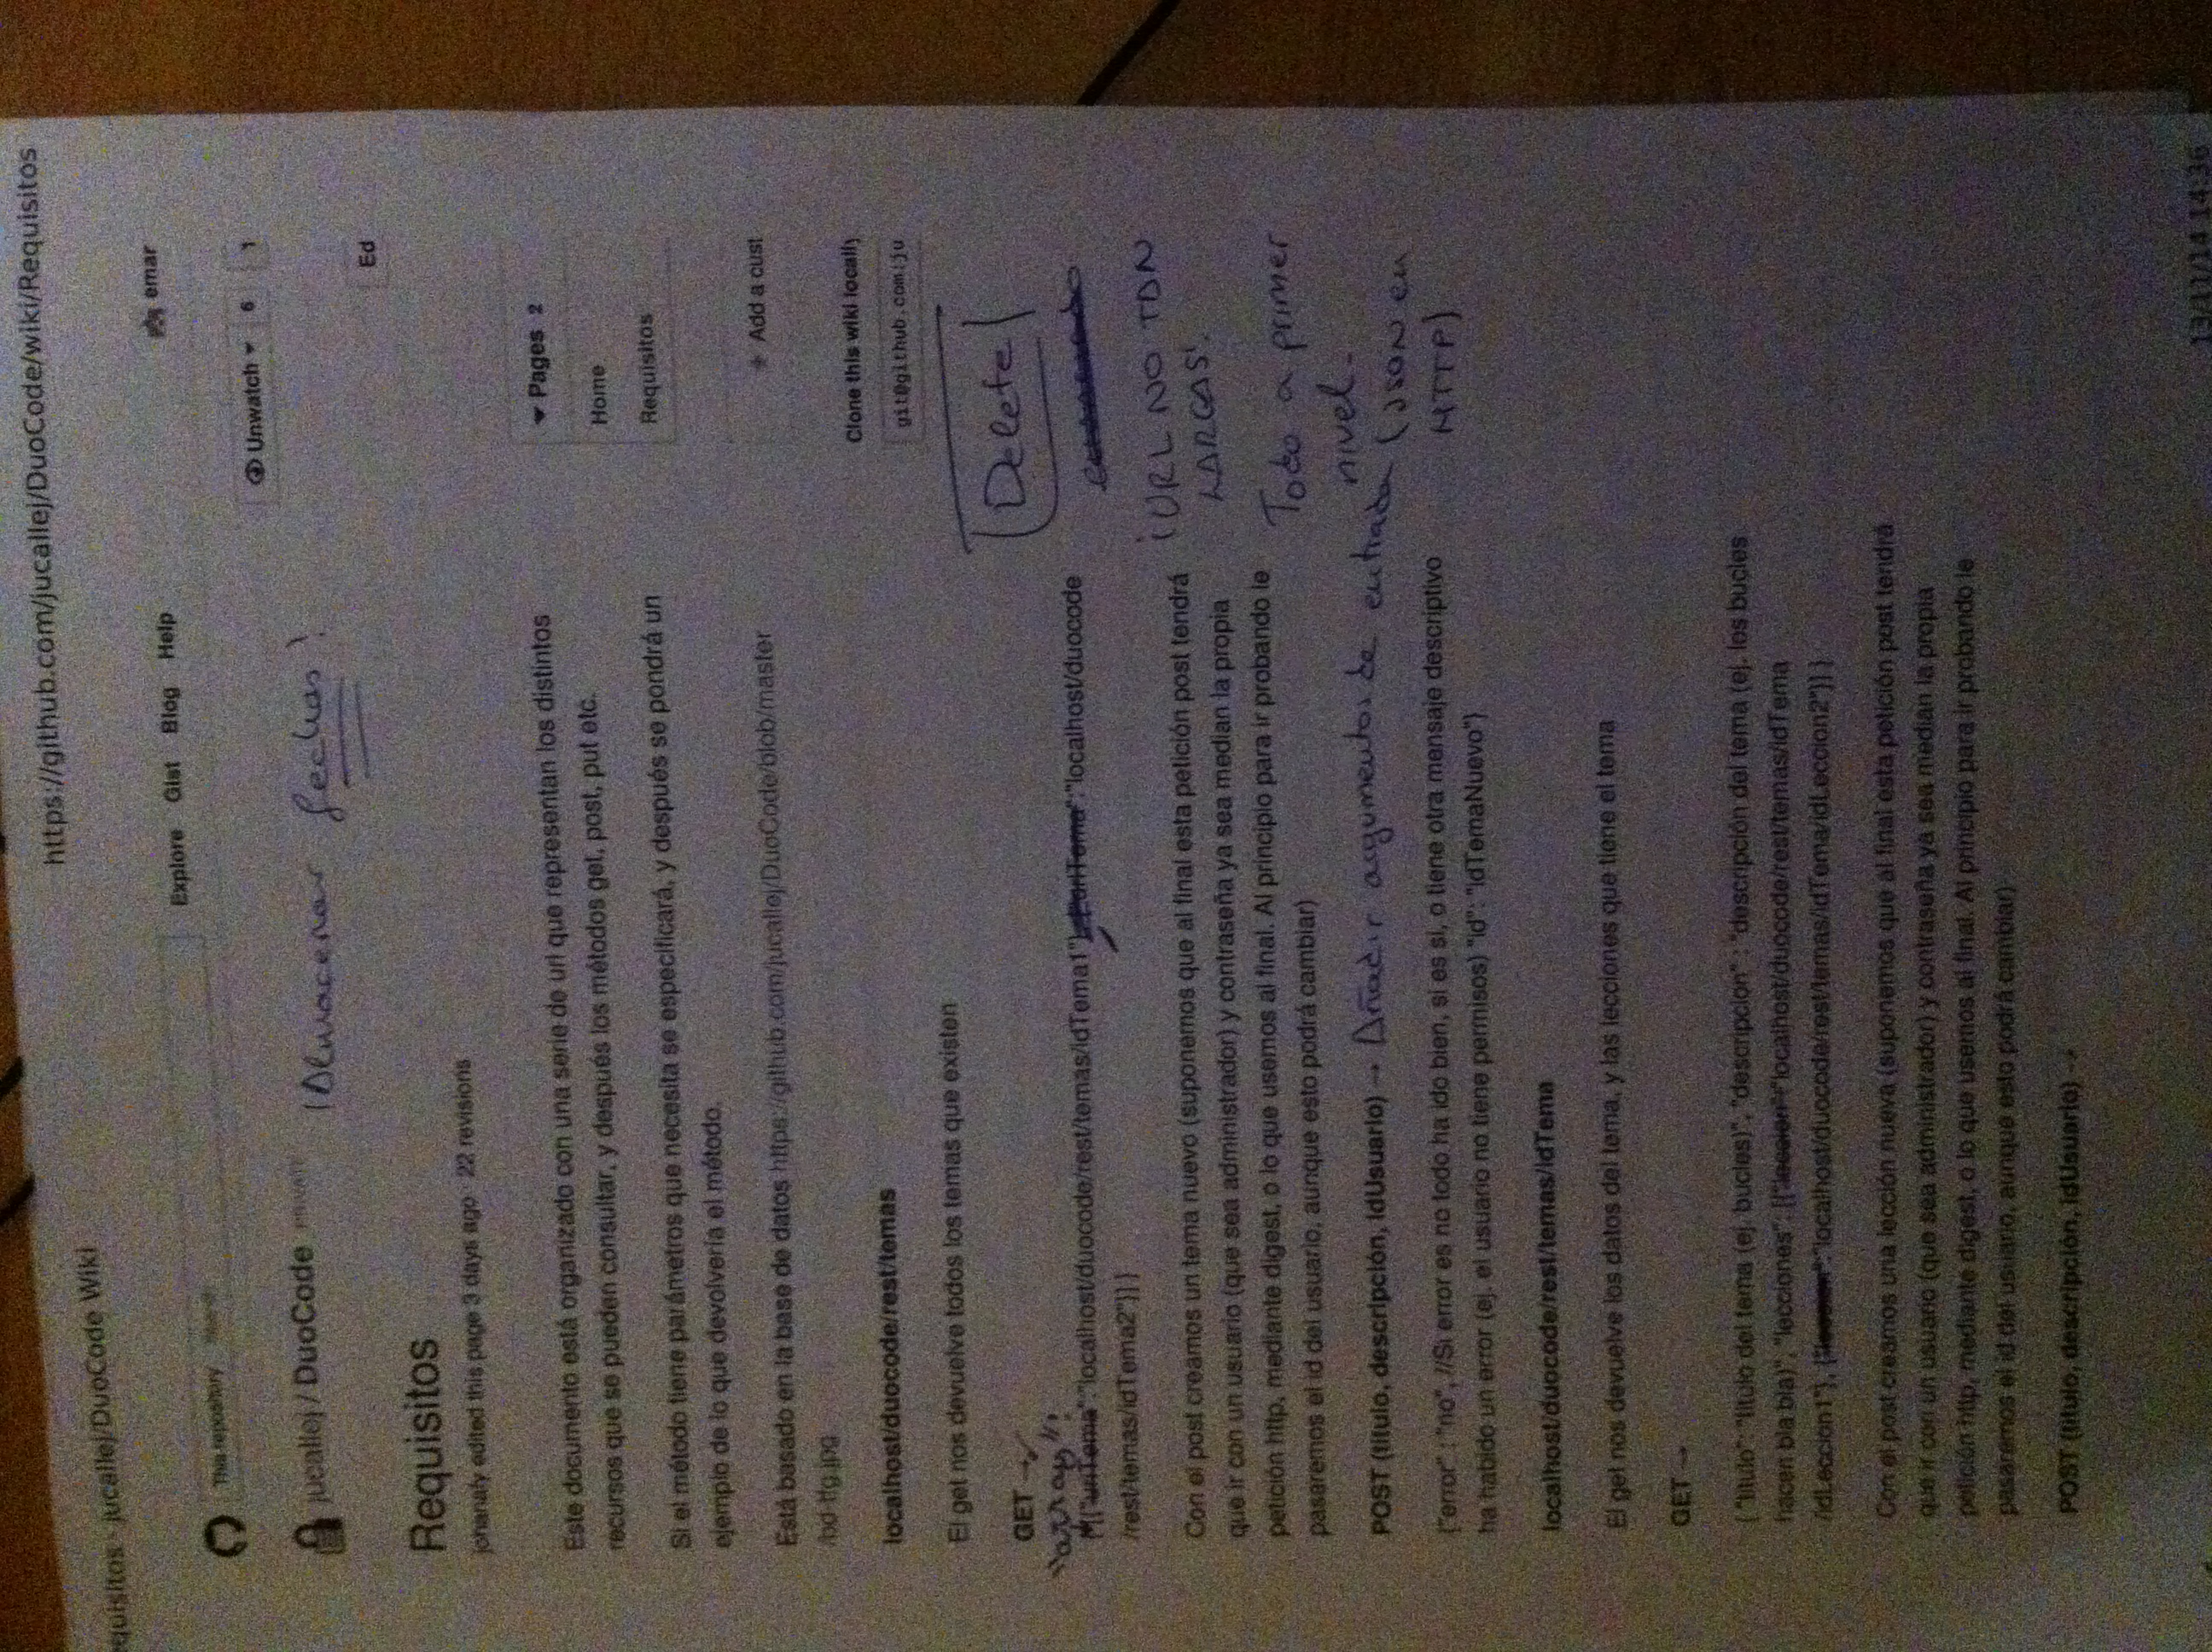 https://github.com/jucallej/DuoCode/wiki/Requisitos
equisitos - jucallej/DuoCode Wiki
Explore Gist Blog Help
emar
This repository
Unwatch 6 1
jucallej / DuoCode PRIVATE
¡Almacenar fechas!
Ed
Requisitos
johanafy edited this page 3 days ago · 22 revisions
Este documento está organizado con una serie de url que representan los distintos
recursos que se pueden consultar, y después los métodos get, post, put etc.
Si el método tiene parámetros que necesita se especificará, y después se pondrá un
ejemplo de lo que devolvería el método.
Está basado en la base de datos https://github.com/jucallej/DuoCode/blob/master
/bd-tfg.jpg
Pages 2
Home
Requisitos
Add a cust
Clone this wiki locally
git@github.com:ju
localhost/duocode/rest/temas
El get nos devuelve todos los temas que existen
GET →
"array":
"urlTema":"localhost/duocode/rest/temas/idTema1"}, "urlTema":"localhost/duocode
/rest/temas/idTema2"}] }
Delete
¡URL NO TAN
LARGAS!
Todo a primer
nivel.
Con el post creamos un tema nuevo (suponemos que al final esta petición post tendrá
que ir con un usuario (que sea administrador) y contraseña ya sea median la propia
petición http, mediante digest, o lo que usemos al final. Al principio para ir probando le
pasaremos el id del usuario, aunque esto podrá cambiar)
POST (titulo, descripción, idUsuario) → Añadir argumentos de entrada (JSON en
HTTP)
{"error" : "no", //Si error es no todo ha ido bien, si es si, o tiene otra mensaje descriptivo
ha habido un error (ej. el usuario no tiene permisos) "id": "idTemaNuevo"}
localhost/duocode/rest/temas/idTema
El get nos devuelve los datos del tema, y las lecciones que tiene el tema
GET →
{ "titulo": "titulo del tema (ej. bucles)", "descripcion" : "descripción del tema (ej. los bucles
hacen bla bla)", "lecciones": [{"leccion":"localhost/duocode/rest/temas/idTema
/idLeccion1"}, {"leccion":"localhost/duocode/rest/temas/idTema/idLeccion2"}] }
Con el post creamos una lección nueva (suponemos que al final esta petición post tendrá
que ir con un usuario (que sea administrador) y contraseña ya sea median la propia
petición http, mediante digest, o lo que usemos al final. Al principio para ir probando le
pasaremos el id del usuario, aunque esto podrá cambiar)
POST (titulo, descripción, idUsuario) →
13/11/14 14:36